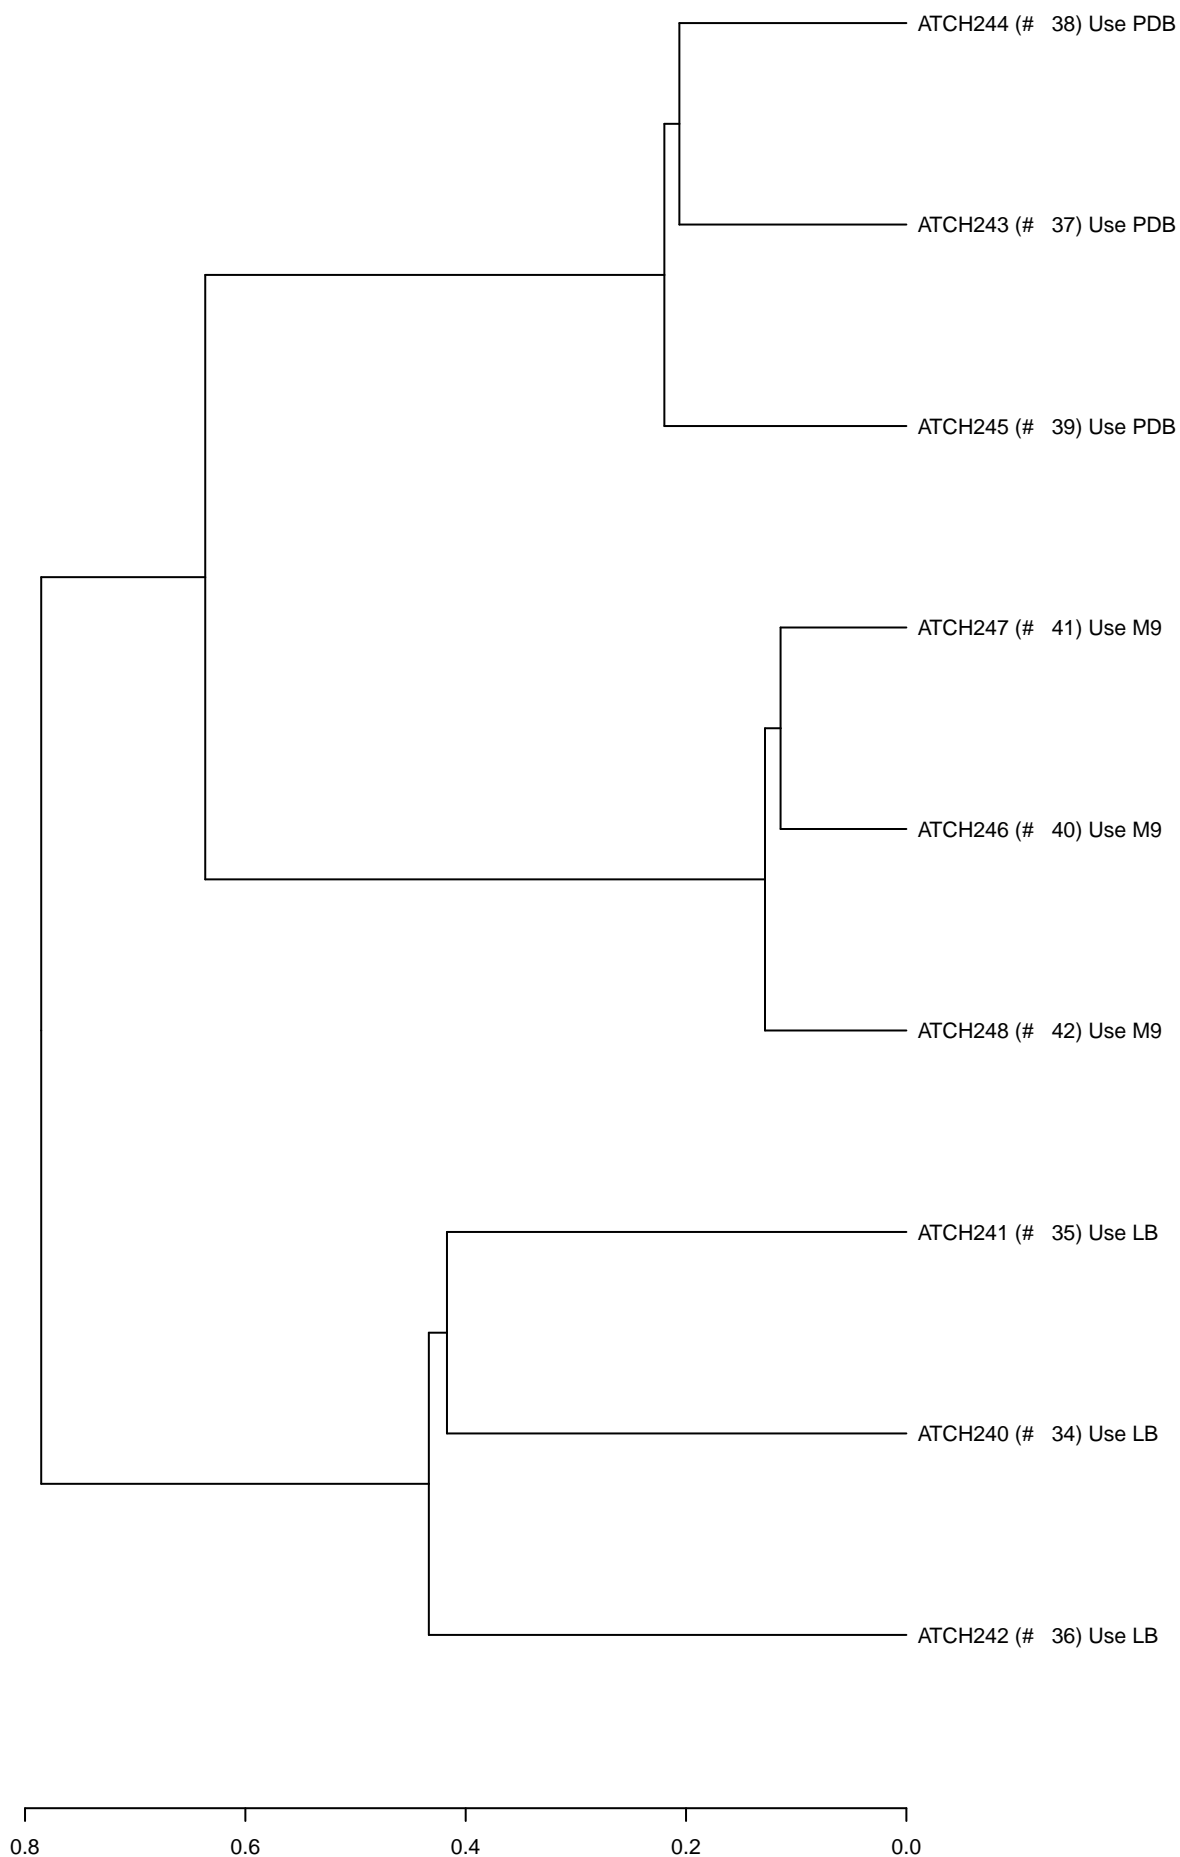 ATCH244 (#   38) Use PDB
ATCH243 (#   37) Use PDB
ATCH245 (#   39) Use PDB
ATCH247 (#   41) Use M9
ATCH246 (#   40) Use M9
ATCH248 (#   42) Use M9
ATCH241 (#   35) Use LB
ATCH240 (#   34) Use LB
ATCH242 (#   36) Use LB
0.8 0.6 0.4 0.2 0.0